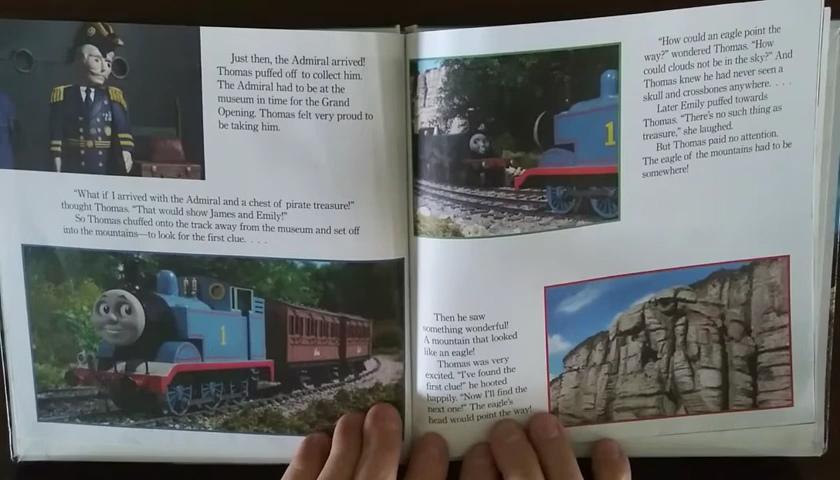 Just then, the Admiral arrived!
Thomas puffed off to collect him.
The Admiral had to be at the
museum in time for the Grand
Opening. Thomas felt very proud to
be taking him.
"What if I arrived with the Admiral and a chest of pirate treasure!"
thought Thomas. "That would show James and Emily!"
So Thomas chuffed onto the track away from the museum and set off
into the mountains—to look for the first clue. . . .
1
"How could an eagle point the
way?" wondered Thomas. "How
could clouds not be in the sky?" And
Thomas knew he had never seen a
skull and crossbones anywhere. . . .
Later Emily puffed towards
Thomas. "There's no such thing as
treasure," she laughed.
But Thomas paid no attention.
The eagle of the mountains had to be
somewhere!
1
Then he saw
something wonderful!
A mountain that looked
like an eagle!
Thomas was very
excited. "I've found the
first clue!" he hooted
happily. "Now I'll find the
next one!" The eagle's
head would point the way!